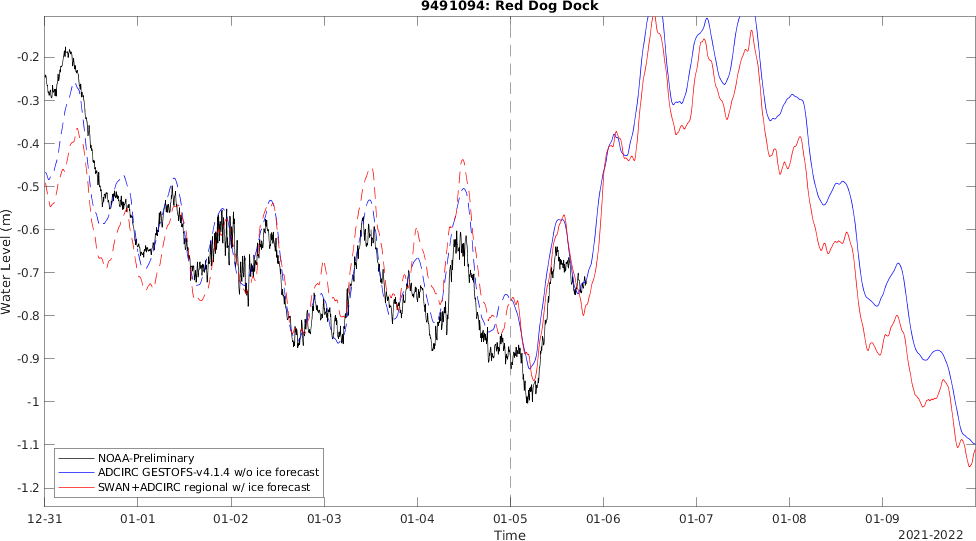 9491094: Red Dog Dock
-0.2
-0.3
-0.4
-0.5
-0.6
-0.7
-0.8
-0.9
-1
-1.1
-1.2
Water Level (m)
NOAA-Preliminary
ADCIRC GESTOFS-v4.1.4 w/o ice forecast
SWAN+ADCIRC regional w/ ice forecast
12-31 01-01 01-02 01-03 01-04 01-05 01-06 01-07 01-08 01-09
Time
2021-2022